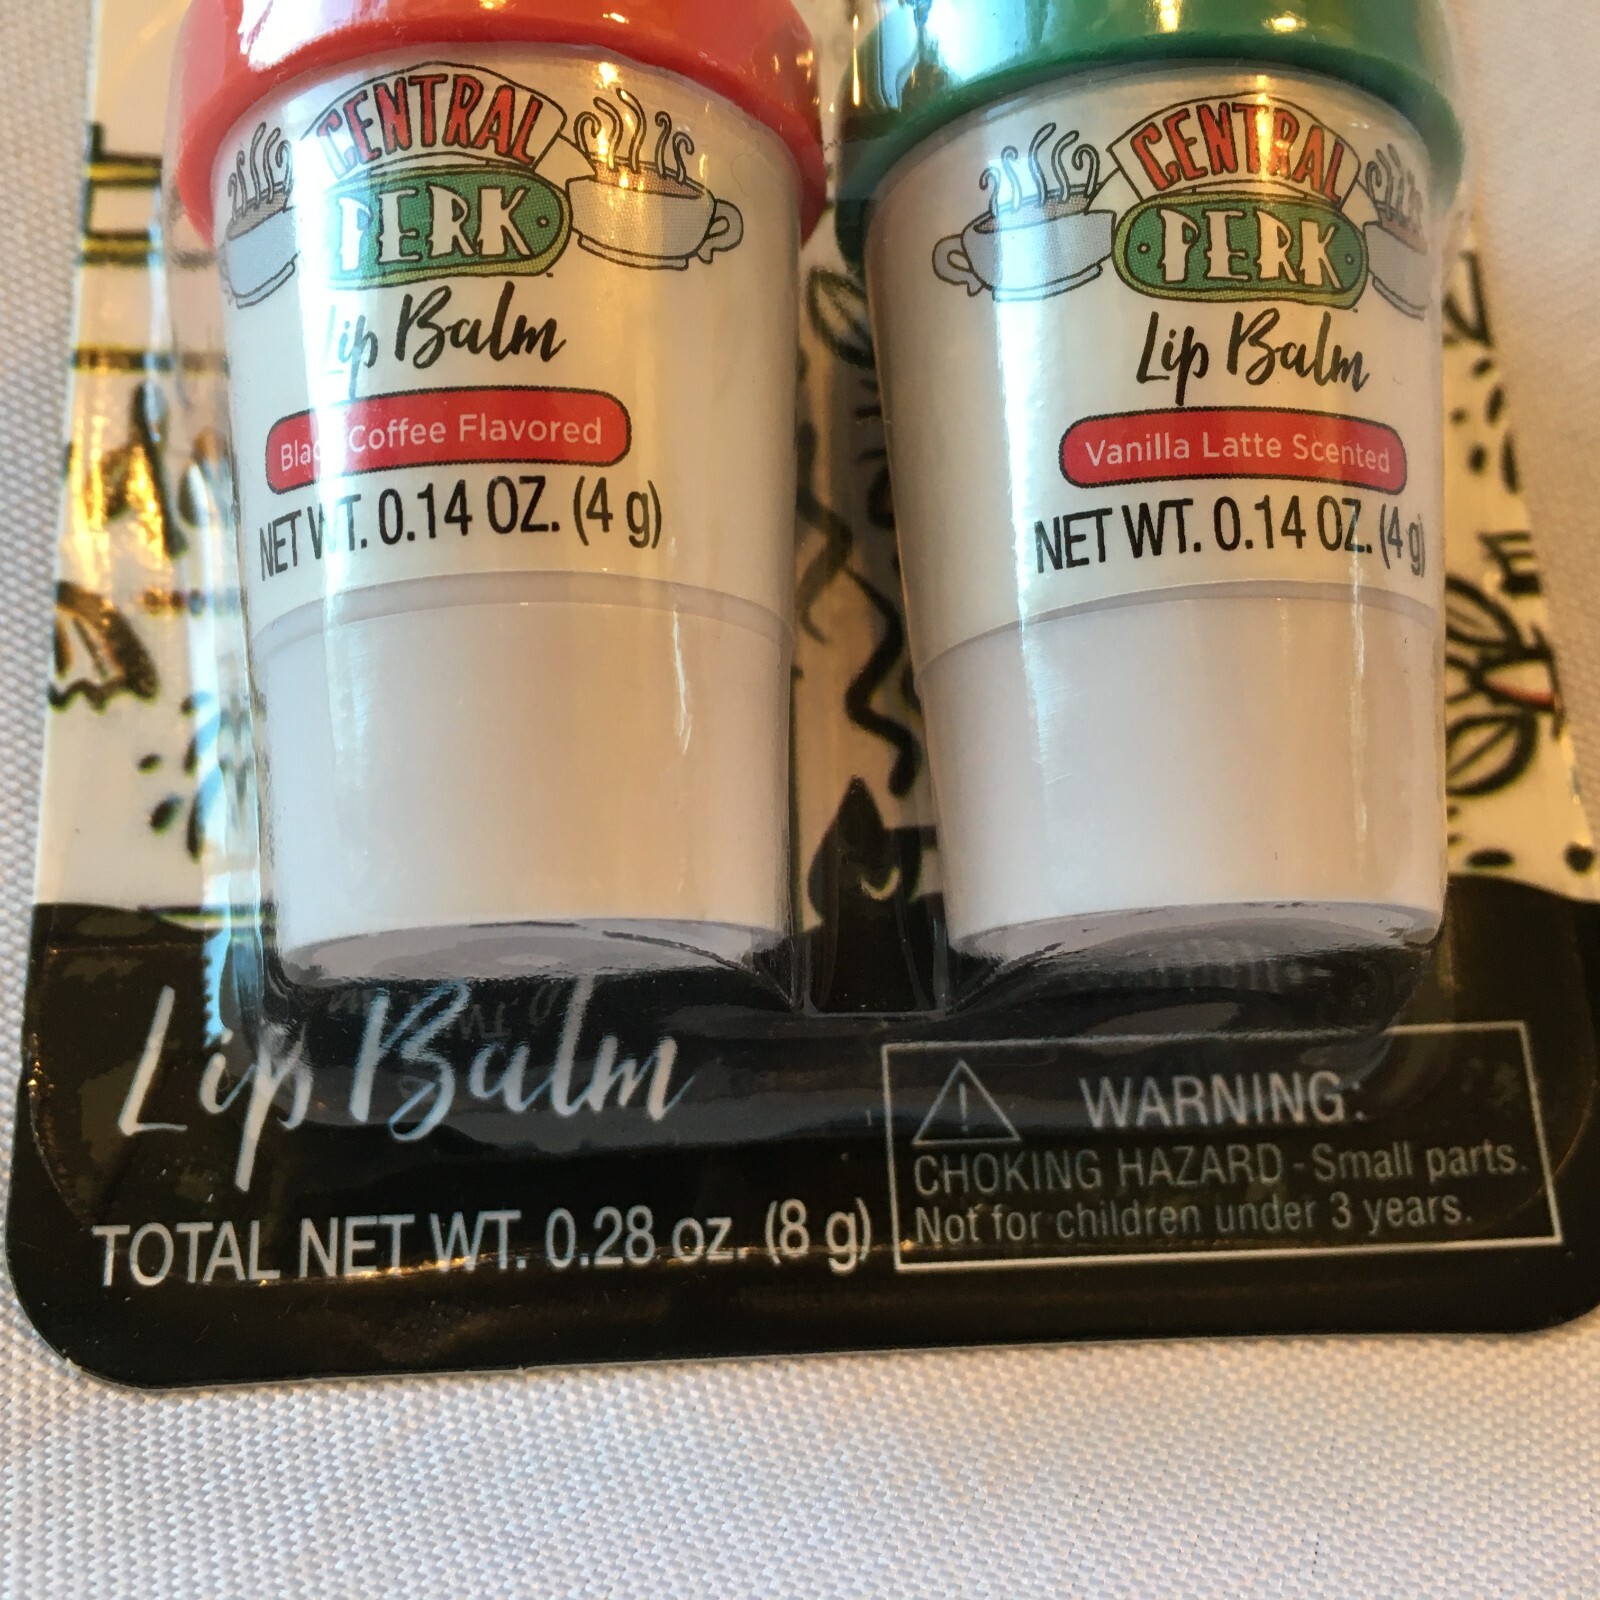 CENTRAL
PERK
Lip Balm
Black Coffee Flavored
NET WT. 0.14 OZ. (4 g)
CENTRAL
PERK
Lip Balm
Vanilla Latte Scented
NET WT. 0.14 OZ. (4 g)
Lip Balm
TOTAL NET WT. 0.28 oz. (8 g)
WARNING:
CHOKING HAZARD - Small parts.
Not for children under 3 years.